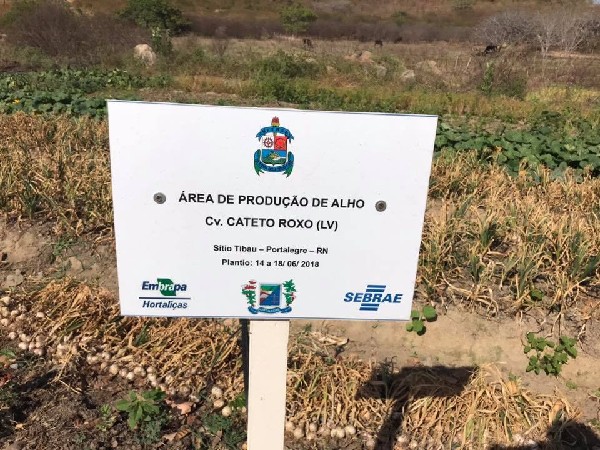 ÁREA DE PRODUÇÃO DE ALHO
Cv. CATETO ROXO (LV)
Sítio Tibau – Portalegre – RN
Plantio: 14 a 18/ 06/ 2018
Embrapa
Hortaliças
SEBRAE